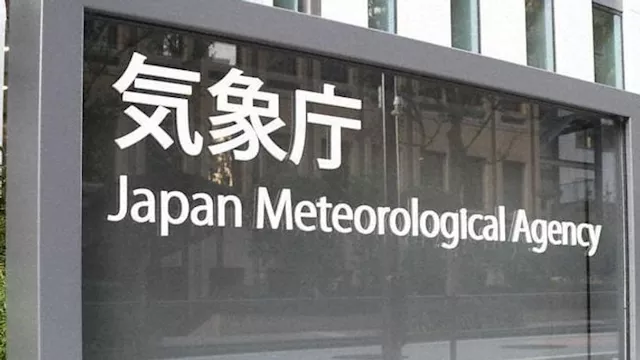 気象庁
Japan Meteorological Agency